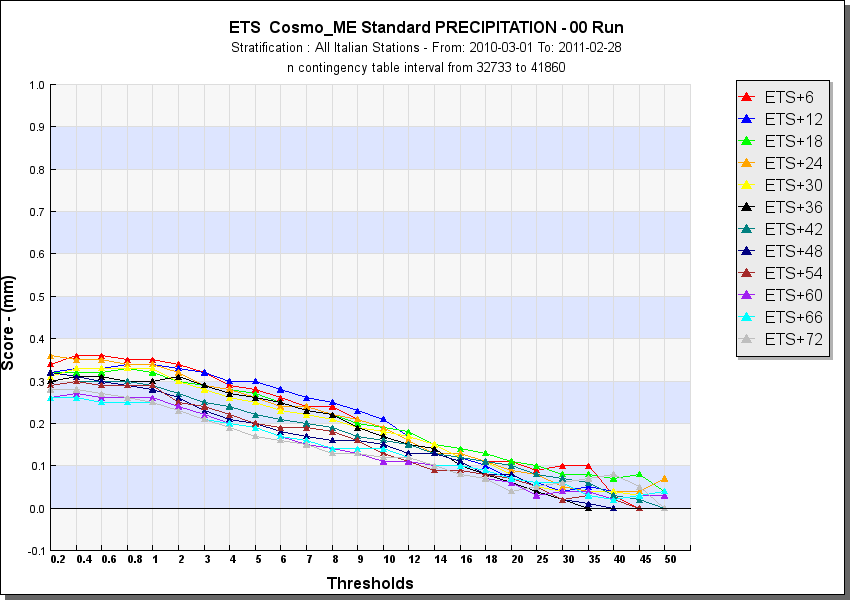 ETS Cosmo_ME Standard PRECIPITATION - 00 Run
Stratification : All Italian Stations - From: 2010-03-01 To: 2011-02-28
n contingency table interval from 32733 to 41860
1.0
0.9
0.8
0.7
0.6
0.5
0.4
0.3
0.2
0.1
0.0
-0.1
Score - (mm)
0.2 0.4 0.6 0.8 1 2 3 4 5 6 7 8 9 10 12 14 16 18 20 25 30 35 40 45 50
Thresholds
ETS+6
ETS+12
ETS+18
ETS+24
ETS+30
ETS+36
ETS+42
ETS+48
ETS+54
ETS+60
ETS+66
ETS+72